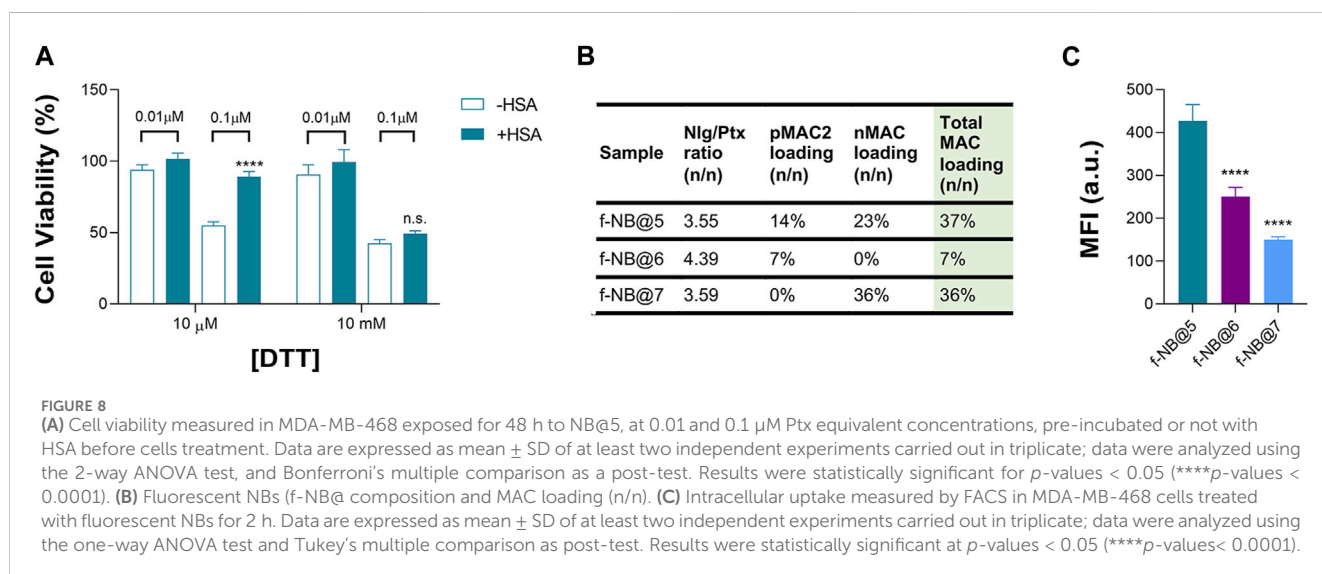 A
Cell Viability (%)
150
100
50
0
0.01μM
0.1μM
0.01μM
0.1μM
****
n.s.
-HSA
+HSA
10 μM
10 mM
[DTT]
B
Sample
Nlg/Ptx ratio (n/n)
pMAC2 loading (n/n)
nMAC loading (n/n)
Total MAC loading (n/n)
f-NB@5 3.55 14% 23% 37%
f-NB@6 4.39 7% 0% 7%
f-NB@7 3.59 0% 36% 36%
C
MFI (a.u.)
500
400
300
200
100
0
****
****
f-NB@5
f-NB@6
f-NB@7
FIGURE 8
(A) Cell viability measured in MDA-MB-468 exposed for 48 h to NB@5, at 0.01 and 0.1 µM Ptx equivalent concentrations, pre-incubated or not with
HSA before cells treatment. Data are expressed as mean ± SD of at least two independent experiments carried out in triplicate; data were analyzed using
the 2-way ANOVA test, and Bonferroni's multiple comparison as a post-test. Results were statistically significant for p-values < 0.05 (****p-values <
0.0001). (B) Fluorescent NBs (f-NB@ composition and MAC loading (n/n). (C) Intracellular uptake measured by FACS in MDA-MB-468 cells treated
with fluorescent NBs for 2 h. Data are expressed as mean ± SD of at least two independent experiments carried out in triplicate; data were analyzed using
the one-way ANOVA test and Tukey's multiple comparison as post-test. Results were statistically significant at p-values < 0.05 (****p-values< 0.0001).